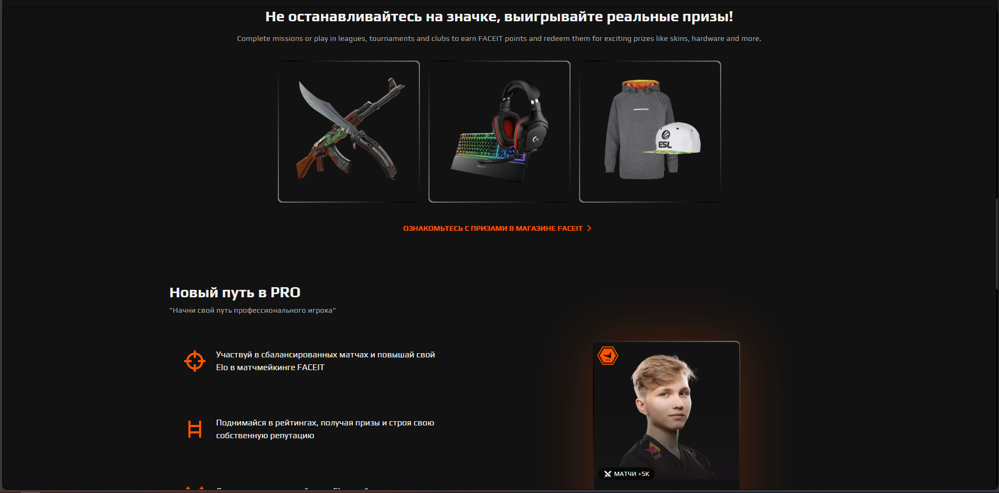 Не останавливайтесь на значке, выигрывайте реальные призы!
Complete missions or play in leagues, tournaments and clubs to earn FACEIT points and redeem them for exciting prizes like skins, hardware and more.
ESL
ОЗНАКОМЬТЕСЬ С ПРИЗАМИ В МАГАЗИНЕ FACEIT
Новый путь в PRO
"Начни свой путь профессионального игрока"
Участвуй в сбалансированных матчах и повышай свой
Elo в матчмейкинге FACEIT
Поднимайся в рейтингах, получая призы и строя свою
собственную репутацию
МАТЧИ +5K